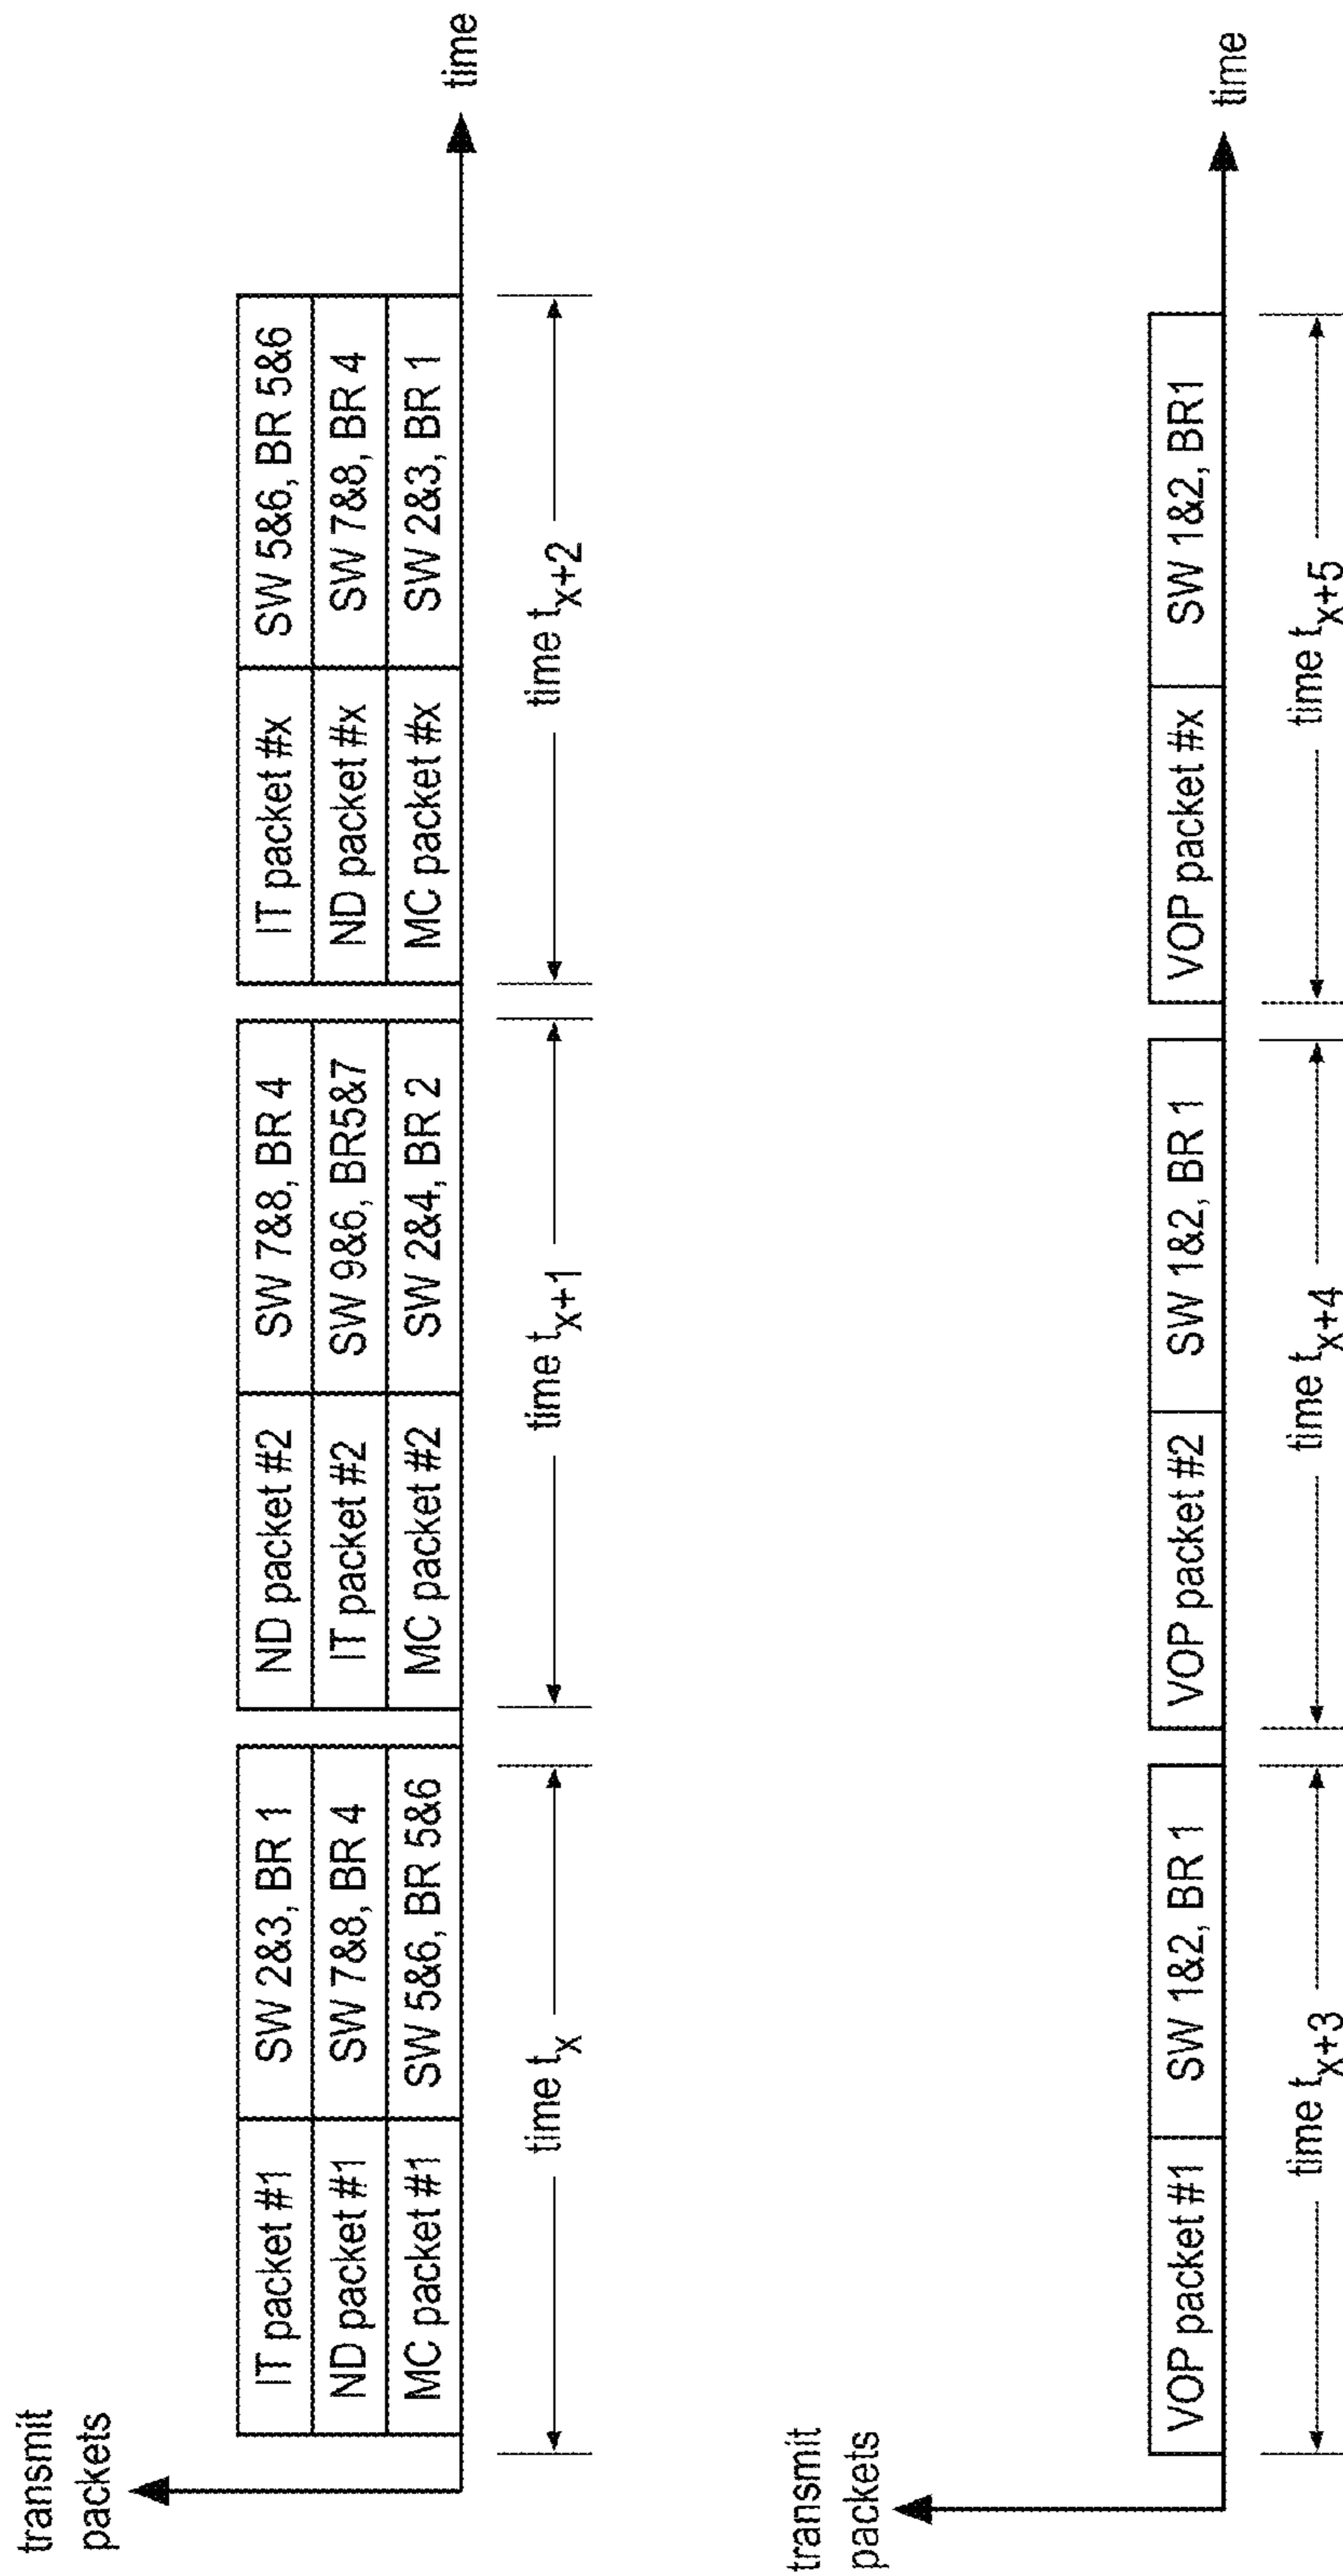 transmit
packets
IT packet #1 SW 2&3, BR 1
ND packet #1 SW 7&8, BR 4
MC packet #1 SW 5&6, BR 5&6
time tx
ND packet #2 SW 7&8, BR 4
IT packet #2 SW 9&6, BR5&7
MC packet #2 SW 2&4, BR 2
time tx+1
IT packet #x SW 5&6, BR 5&6
ND packet #x SW 7&8, BR 4
MC packet #x SW 2&3, BR 1
time tx+2
time
transmit
packets
VOP packet #1 SW 1&2, BR 1
time tx+3
VOP packet #2 SW 1&2, BR 1
time tx+4
VOP packet #x SW 1&2, BR1
time tx+5
time